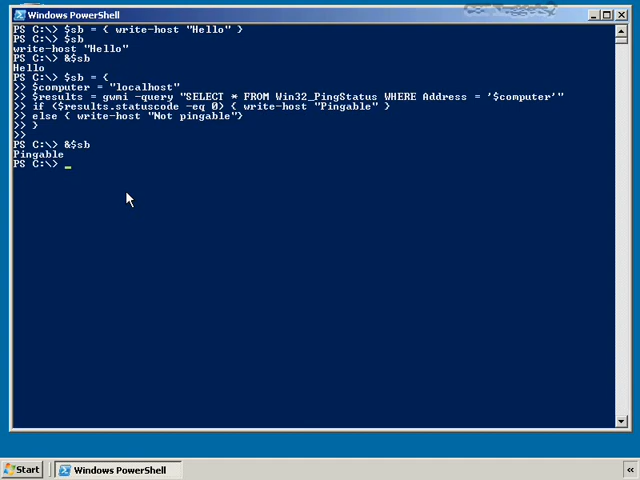 Windows PowerShell
PS C:\> $sb = { write-host "Hello" }
PS C:\> $sb
write-host "Hello"
PS C:\> &$sb
Hello
PS C:\> $sb = {
>> $computer = "localhost"
>> $results = gwmi -query "SELECT * FROM Win32_PingStatus WHERE Address = '$computer'"
>> if ($results.statuscode -eq 0) { write-host "Pingable" }
>> else { write-host "Not pingable"}
>> }
>>
PS C:\> &$sb
Pingable
PS C:\> _
Start
Windows PowerShell
«